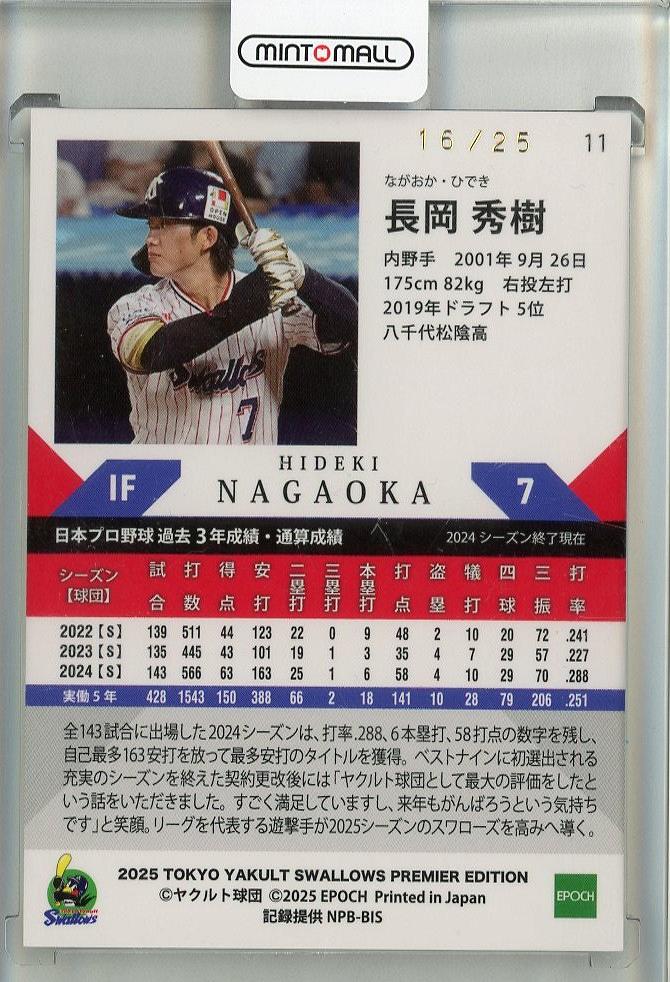 MINTOMALL
16/25
11
ながおか・ひでき
長岡 秀樹
内野手 2001年 9月 26日
175cm 82kg 右投左打
2019年ドラフト 5位
八千代松陰高
OPEN
HOUSE
Swallows
7
HIDEKI
IF NAGAOKA 7
日本プロ野球 過去 3年成績・通算成績 2024 シーズン終了現在
シーズン【球団】 試合 打数 得点 安打 二塁打 三塁打 本塁打 打点 盗塁 犠打 四球 三振 打率
2022【S】 139 511 44 123 22 0 9 48 2 10 20 72 .241
2023【S】 135 445 43 101 19 1 3 35 4 7 29 57 .227
2024【S】 143 566 63 163 25 1 6 58 4 10 29 70 .288
実働 5 年 428 1543 150 388 66 2 18 141 10 28 79 206 .251
全143試合に出場した2024シーズンは、打率.288、6本塁打、58打点の数字を残し、
自己最多163安打を放って最多安打のタイトルを獲得。ベストナインに初選出される
充実のシーズンを終えた契約更改後には「ヤクルト球団として最大の評価をしたと
いう話をいただきました。すごく満足していますし、来年もがんばろうという気持ち
です」と笑顔。リーグを代表する遊撃手が2025シーズンのスワローズを高みへ導く。
2025 TOKYO YAKULT SWALLOWS PREMIER EDITION
©ヤクルト球団 ©2025 EPOCH Printed in Japan
記録提供 NPB-BIS
Swallows
EPOCH